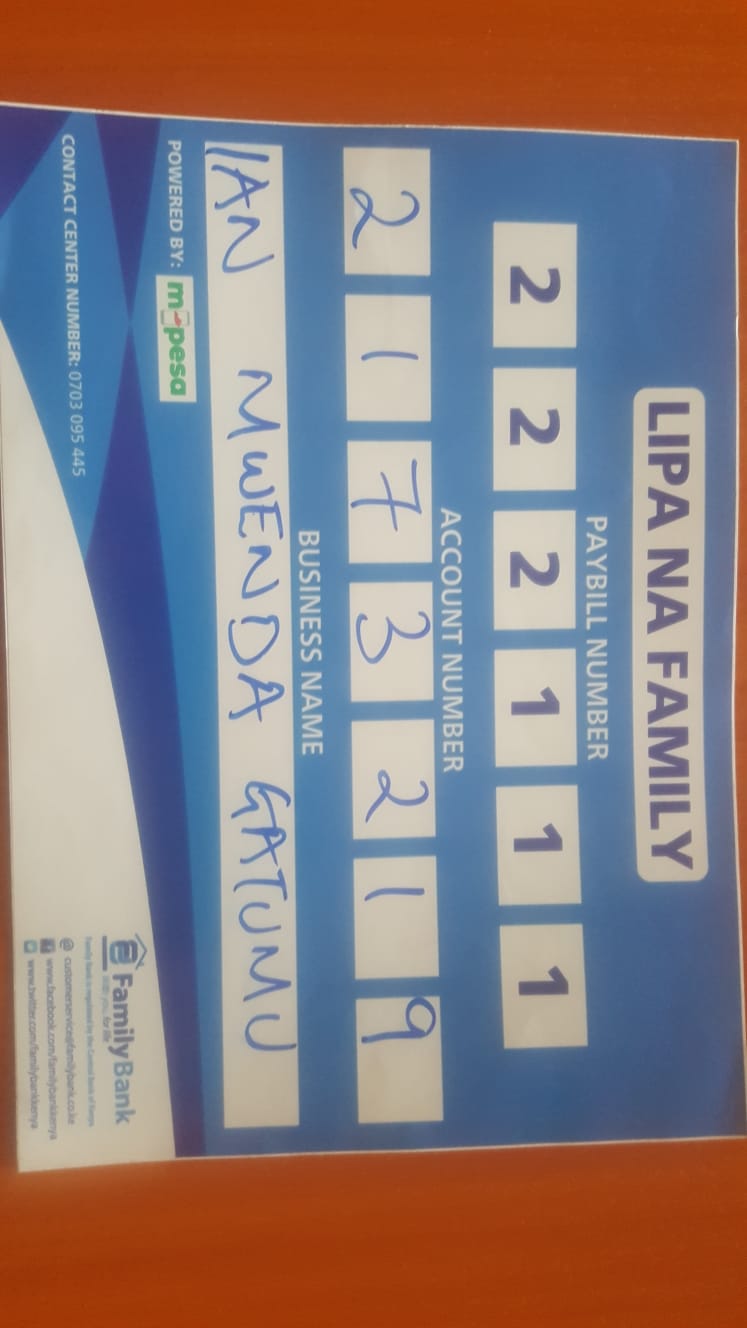 LIPA NA FAMILY
PAYBILL NUMBER
2 2 2 1 1 1
ACCOUNT NUMBER
2 1 7 3 2 1 9
BUSINESS NAME
IAN MWENDA GATUMU
POWERED BY: m-pesa
CONTACT CENTER NUMBER: 0703 095 445
Family Bank
with you, for life
Family Bank is regulated by the Central Bank of Kenya
@ customerservice@familybank.co.ke
www.facebook.com/familybankkenya
www.twitter.com/familybankkenya